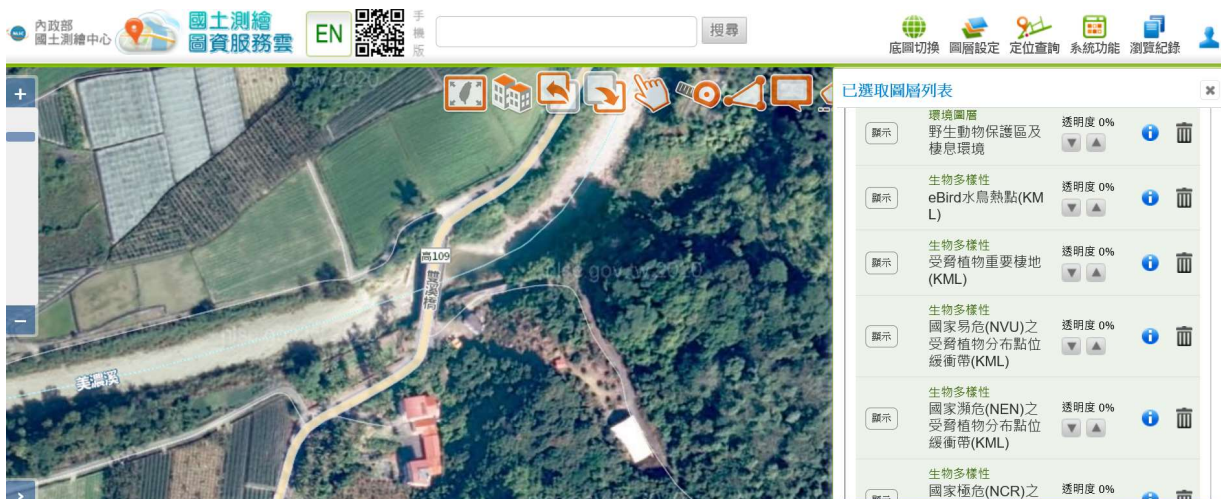 內政部
國土測繪中心
國土測繪
圖資服務雲
EN
手機版
搜尋
底圖切換
圖層設定
定位查詢
系統功能
瀏覽紀錄
+
−
高109
雙溪橋
美濃溪
已選取圖層列表
顯示
環境圖層
野生動物保護區及
棲息環境
透明度 0%
顯示
生物多樣性
eBird水鳥熱點(KM
L)
透明度 0%
顯示
生物多樣性
受脅植物重要棲地
(KML)
透明度 0%
顯示
生物多樣性
國家易危(NVU)之
受脅植物分布點位
緩衝帶(KML)
透明度 0%
顯示
生物多樣性
國家瀕危(NEN)之
受脅植物分布點位
緩衝帶(KML)
透明度 0%
顯示
生物多樣性
國家極危(NCR)之
透明度 0%